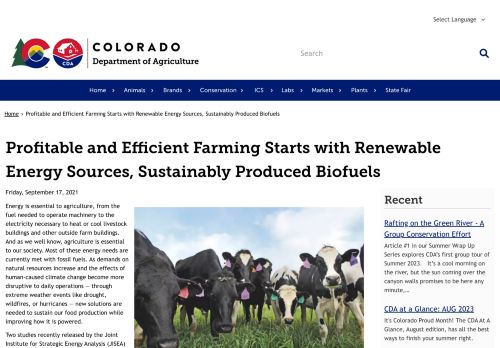 Select Language
COLORADO
CDA
Department of Agriculture
Search
Home
Animals
Brands
Conservation
ICS
Labs
Markets
Plants
State Fair
Home › Profitable and Efficient Farming Starts with Renewable Energy Sources, Sustainably Produced Biofuels
Profitable and Efficient Farming Starts with Renewable
Energy Sources, Sustainably Produced Biofuels
Friday, September 17, 2021
Energy is essential to agriculture, from the
fuel needed to operate machinery to the
electricity necessary to heat or cool livestock
buildings and other outside farm buildings.
And as we well know, agriculture is essential
to our society. Most of these energy needs are
currently met with fossil fuels. As demands on
natural resources increase and the effects of
human-caused climate change become more
disruptive to daily operations — through
extreme weather events like drought,
wildfires, or hurricanes — new solutions are
needed to sustain our food production while
improving how it is powered.
Two studies recently released by the Joint
Institute for Strategic Energy Analysis (JISEA)
Recent
Rafting on the Green River - A
Group Conservation Effort
Article #1 in our Summer Wrap Up
Series explores CDA's first group tour of
Summer 2023. It's a cool morning on
the river, but the sun coming over the
canyon walls promises to be here any
minute,...
CDA at a Glance: AUG 2023
It's Colorado Proud Month! The CDA At A
Glance, August edition, has all the best
ways to finish your summer right.